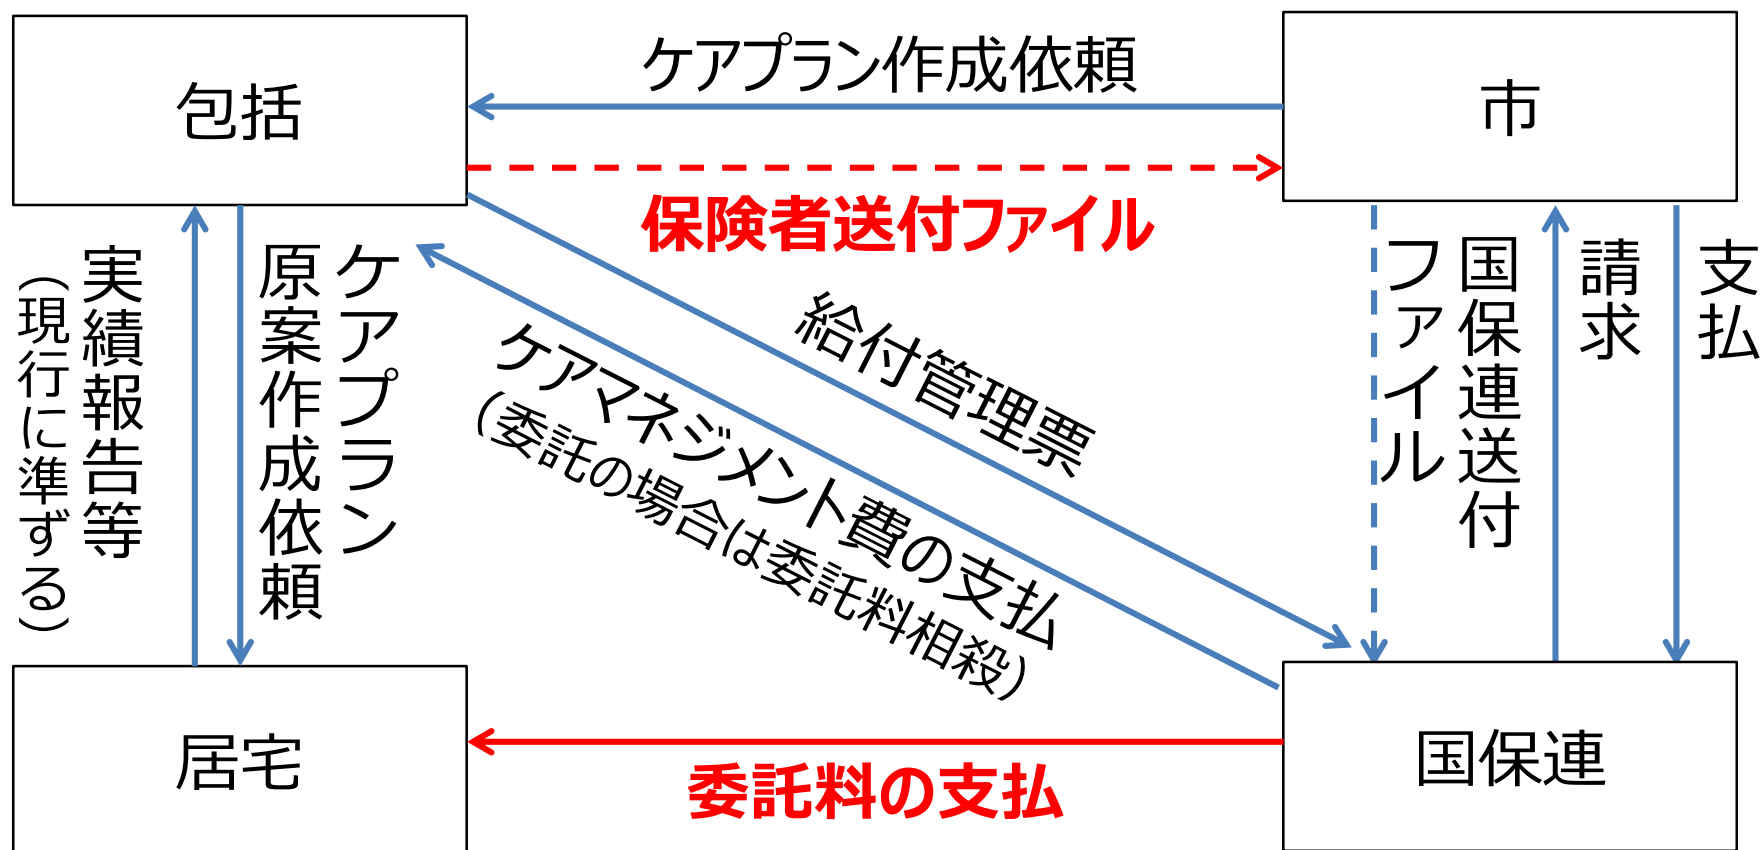 包括
ケアプラン作成依頼
市
保険者送付ファイル
実績報告等
（現行に準ずる）
ケアプラン
原案作成依頼
給付管理票
ケアマネジメント費の支払
（委託の場合は委託料相殺）
国保連送付
ファイル
請求
支払
居宅
委託料の支払
国保連